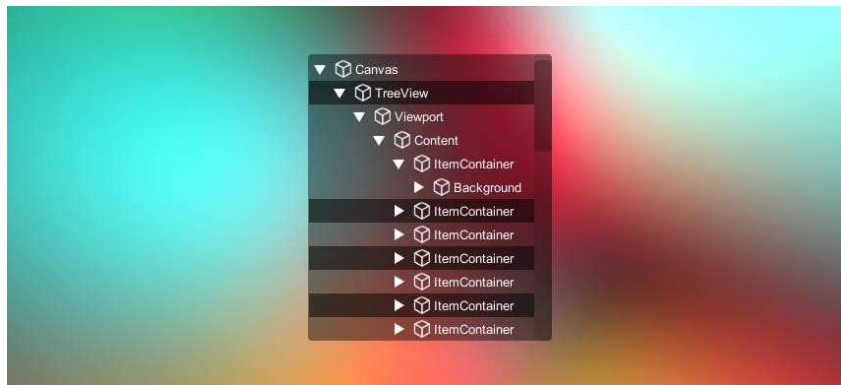 Canvas
TreeView
Viewport
Content
ItemContainer
Background
ItemContainer
ItemContainer
ItemContainer
ItemContainer
ItemContainer
ItemContainer